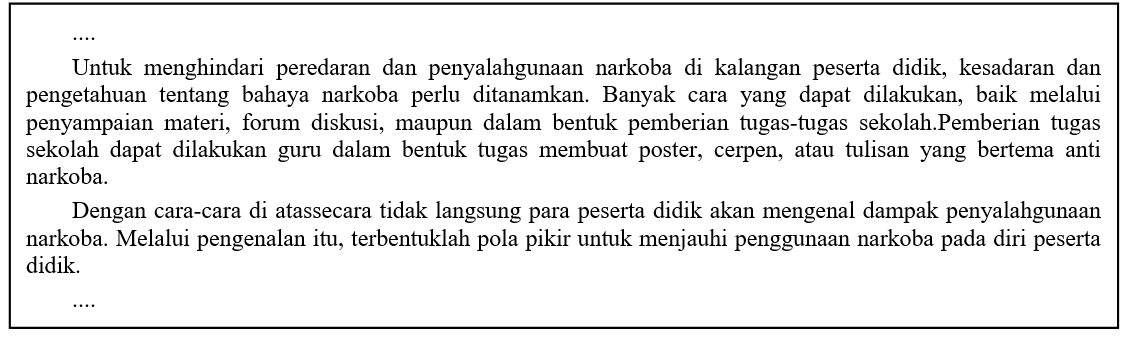 ....
Untuk menghindari peredaran dan penyalahgunaan narkoba di kalangan peserta didik, kesadaran dan
pengetahuan tentang bahaya narkoba perlu ditanamkan. Banyak cara yang dapat dilakukan, baik melalui
penyampaian materi, forum diskusi, maupun dalam bentuk pemberian tugas-tugas sekolah.Pemberian tugas
sekolah dapat dilakukan guru dalam bentuk tugas membuat poster, cerpen, atau tulisan yang bertema anti
narkoba.
Dengan cara-cara di atassecara tidak langsung para peserta didik akan mengenal dampak penyalahgunaan
narkoba. Melalui pengenalan itu, terbentuklah pola pikir untuk menjauhi penggunaan narkoba pada diri peserta
didik.
....